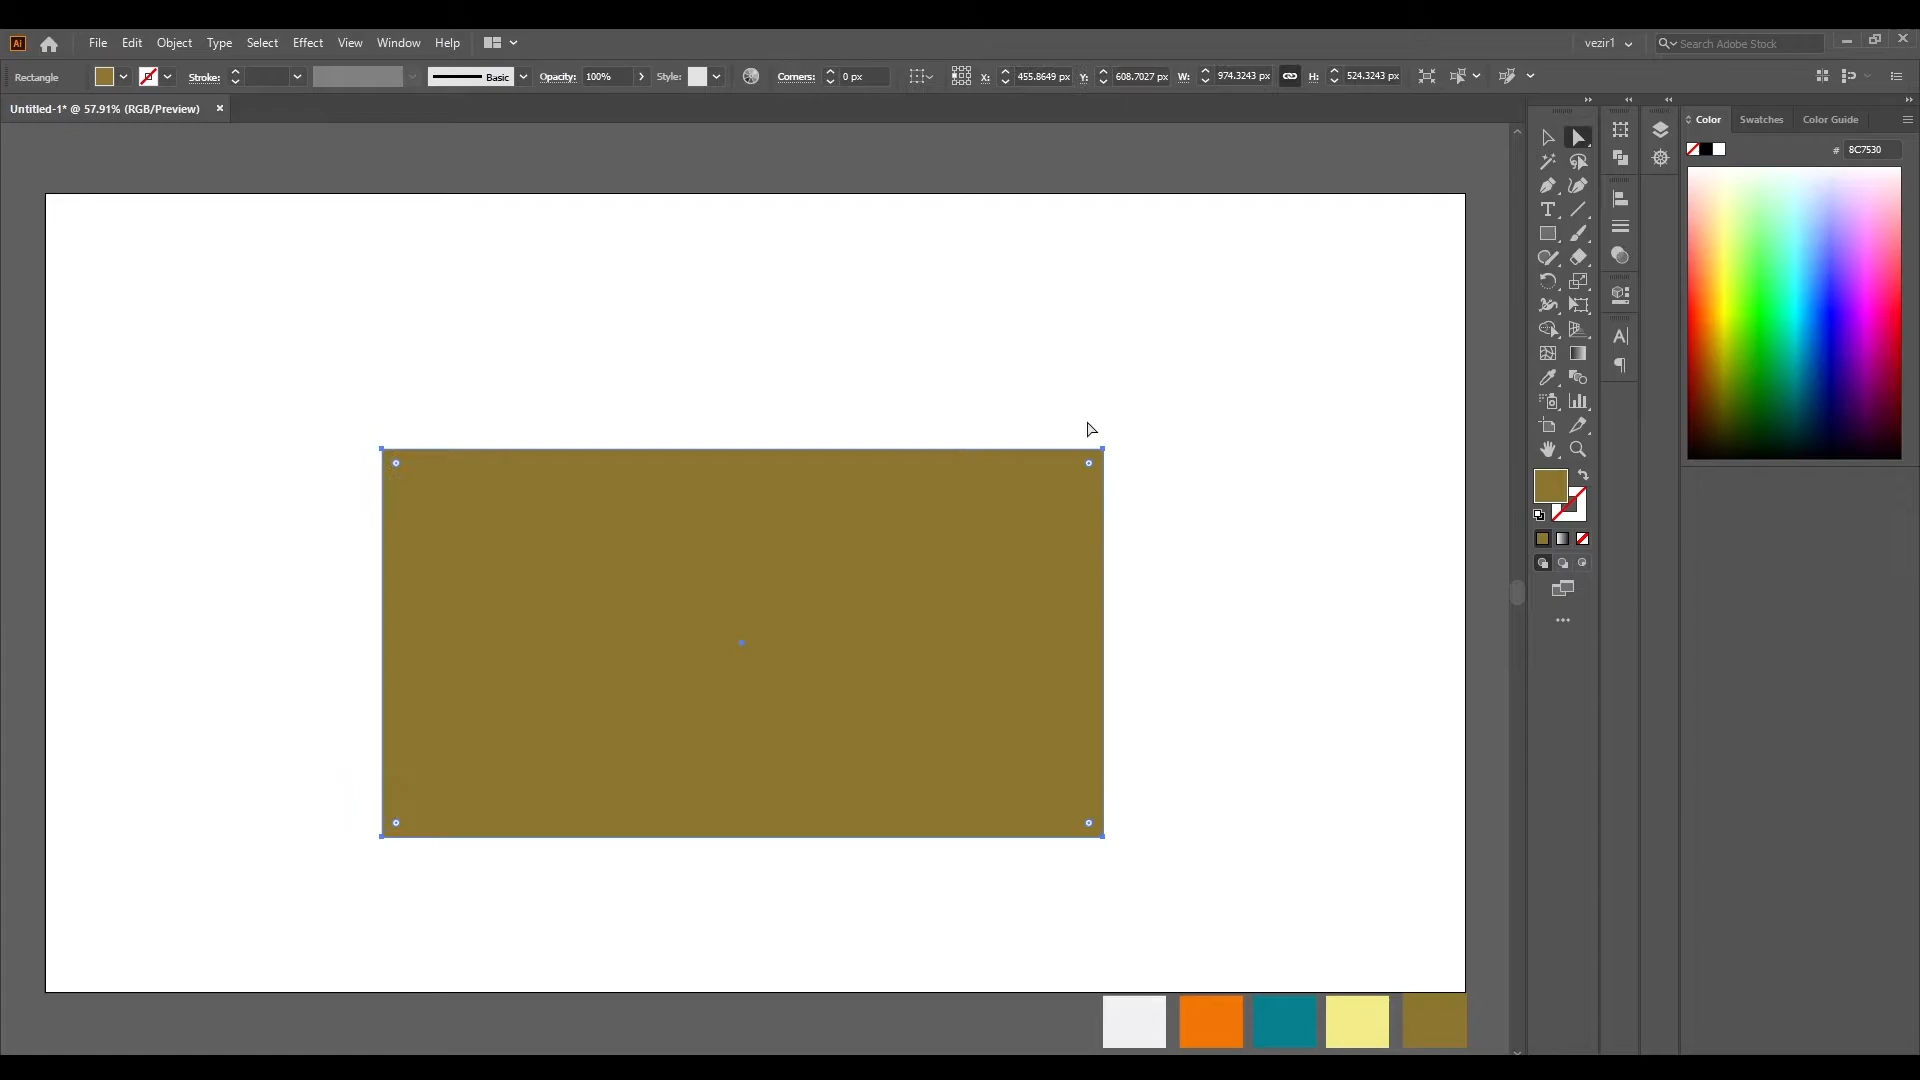 Ai
File Edit Object Type Select Effect View Window Help vezir1 Search Adobe Stock
Rectangle Stroke: Basic Opacity: 100% Style: Corners: 0 px X: 455.8649 px Y: 608.7027 px W: 974.3243 px H: 524.3243 px
Untitled-1* @ 57.91% (RGB/Preview) ×
Color Swatches Color Guide
# 8C7530